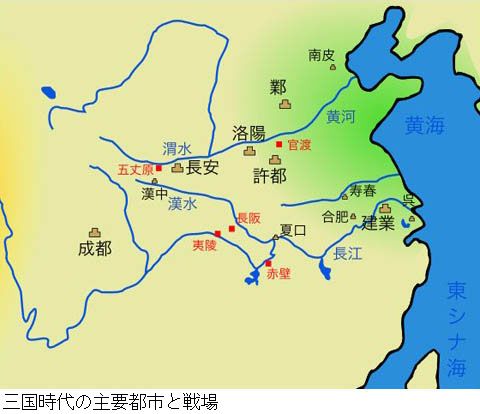 南皮
鄴
黄河
黄海
洛陽
官渡
渭水
許都
五丈原
長安
漢中
漢水
寿春
呉
合肥
建業
長阪
夏口
成都
夷陵
長江
赤壁
東シナ海
三国時代の主要都市と戦場